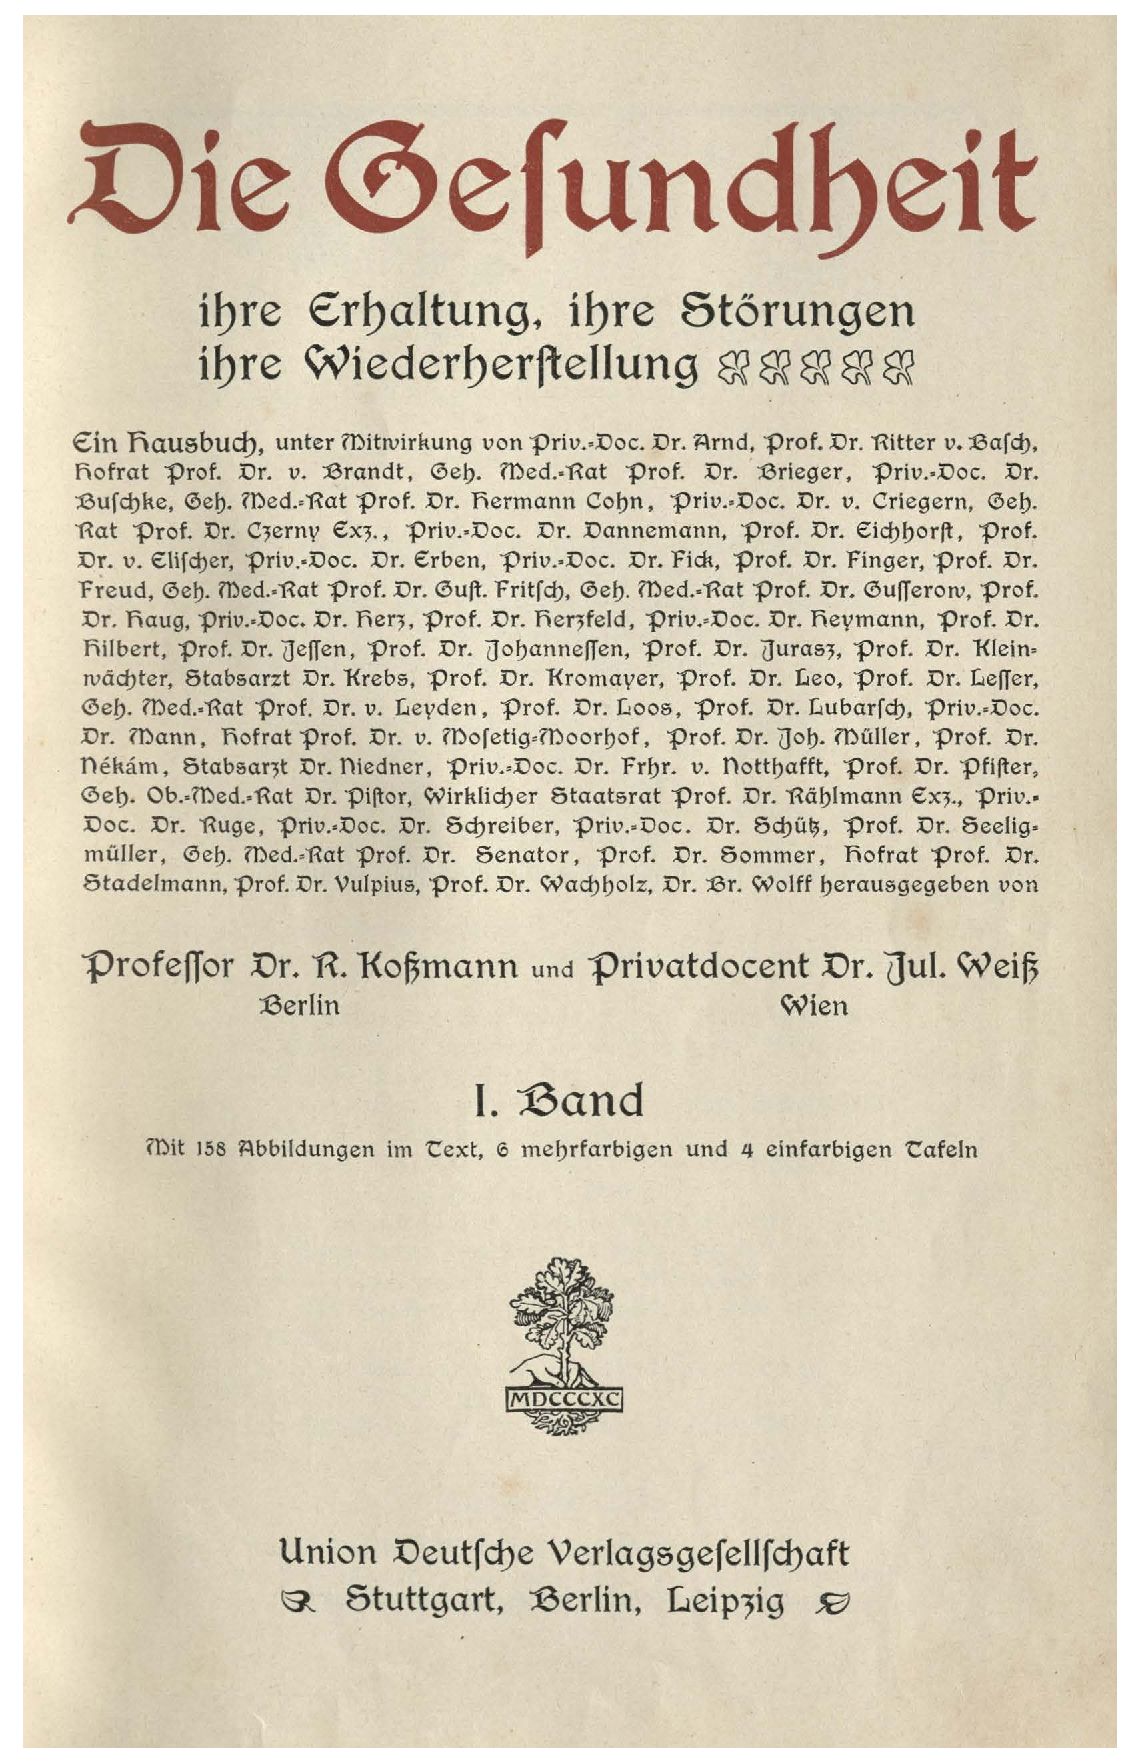 Die Geſundheit
ihre Erhaltung, ihre Störungen
ihre Wiederherſtellung
Ein Hausbuch, unter Mitwirkung von Priv.-Doc. Dr. Arnd, Prof. Dr. Ritter v. Baſch,
Hofrat Prof. Dr. v. Brandt, Geh. Med.-Rat Prof. Dr. Brieger, Priv.-Doc. Dr.
Buſchke, Geh. Med.-Rat Prof. Dr. Hermann Cohn, Priv.-Doc. Dr. v. Criegern, Geh.
Rat Prof. Dr. Czerny Exz., Priv.-Doc. Dr. Dannemann, Prof. Dr. Eichhorſt, Prof.
Dr. v. Eliſcher, Priv.-Doc. Dr. Erben, Priv.-Doc. Dr. Fick, Prof. Dr. Finger, Prof. Dr.
Freud, Geh. Med.-Rat Prof. Dr. Guſt. Fritſch, Geh. Med.-Rat Prof. Dr. Guſſerow, Prof.
Dr. Haug, Priv.-Doc. Dr. Herz, Prof. Dr. Herzfeld, Priv.-Doc. Dr. Heymann, Prof. Dr.
Hilbert, Prof. Dr. Jeſſen, Prof. Dr. Johanneſſen, Prof. Dr. Jurasz, Prof. Dr. Klein-
wächter, Stabsarzt Dr. Krebs, Prof. Dr. Kromayer, Prof. Dr. Leo, Prof. Dr. Leſſer,
Geh. Med.-Rat Prof. Dr. v. Leyden, Prof. Dr. Loos, Prof. Dr. Lubarſch, Priv.-Doc.
Dr. Mann, Hofrat Prof. Dr. v. Moſetig-Moorhof, Prof. Dr. Joh. Müller, Prof. Dr.
Nékám, Stabsarzt Dr. Niedner, Priv.-Doc. Dr. Frhr. v. Notthafft, Prof. Dr. Pfiſter,
Geh. Ob.-Med.-Rat Dr. Piſtor, Wirklicher Staatsrat Prof. Dr. Rählmann Exz., Priv.-
Doc. Dr. Ruge, Priv.-Doc. Dr. Schreiber, Priv.-Doc. Dr. Schütz, Prof. Dr. Seelig-
müller, Geh. Med.-Rat Prof. Dr. Senator, Prof. Dr. Sommer, Hofrat Prof. Dr.
Stadelmann, Prof. Dr. Vulpius, Prof. Dr. Wachholz, Dr. Br. Wolff herausgegeben von
Profeſſor Dr. R. Koßmann und Privatdocent Dr. Jul. Weiß
Berlin Wien
I. Band
Mit 158 Abbildungen im Text, 6 mehrfarbigen und 4 einfarbigen Tafeln
MDCCCXC
Union Deutſche Verlagsgeſellſchaft
Stuttgart, Berlin, Leipzig